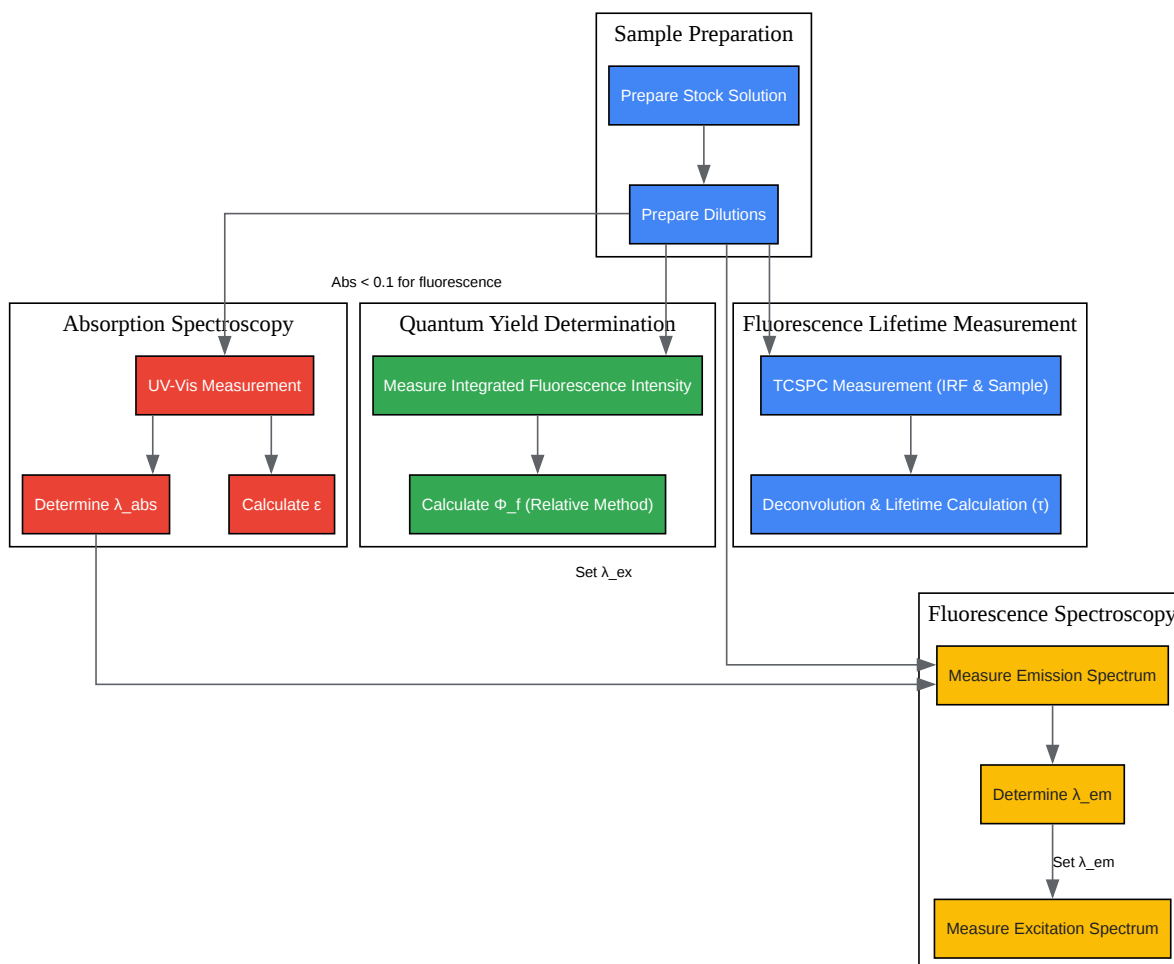 Sample Preparation
Prepare Stock Solution
Prepare Dilutions
Abs < 0.1 for fluorescence
Absorption Spectroscopy
UV-Vis Measurement
Determine λ_abs
Calculate ε
Quantum Yield Determination
Measure Integrated Fluorescence Intensity
Calculate Φ_f (Relative Method)
Fluorescence Lifetime Measurement
TCSPC Measurement (IRF & Sample)
Deconvolution & Lifetime Calculation (τ)
Set λ_ex
Fluorescence Spectroscopy
Measure Emission Spectrum
Determine λ_em
Set λ_em
Measure Excitation Spectrum